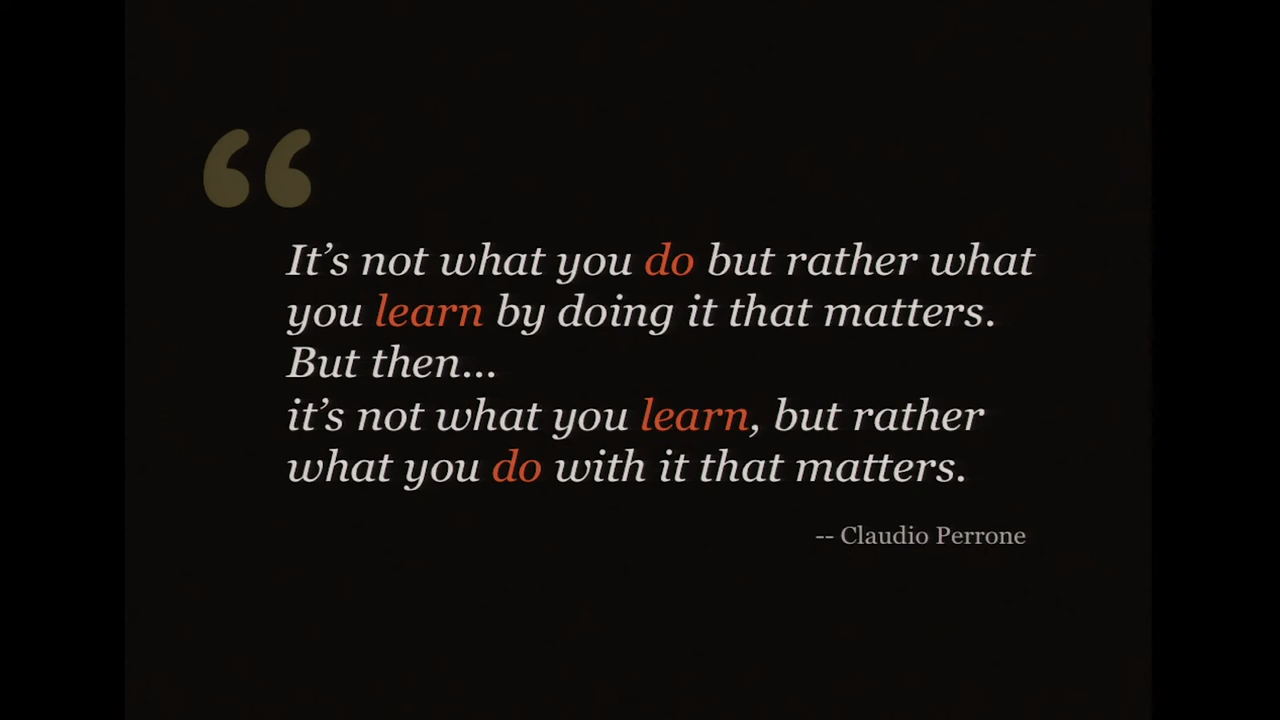 “
It’s not what you do but rather what
you learn by doing it that matters.
But then...
it’s not what you learn, but rather
what you do with it that matters.
-- Claudio Perrone